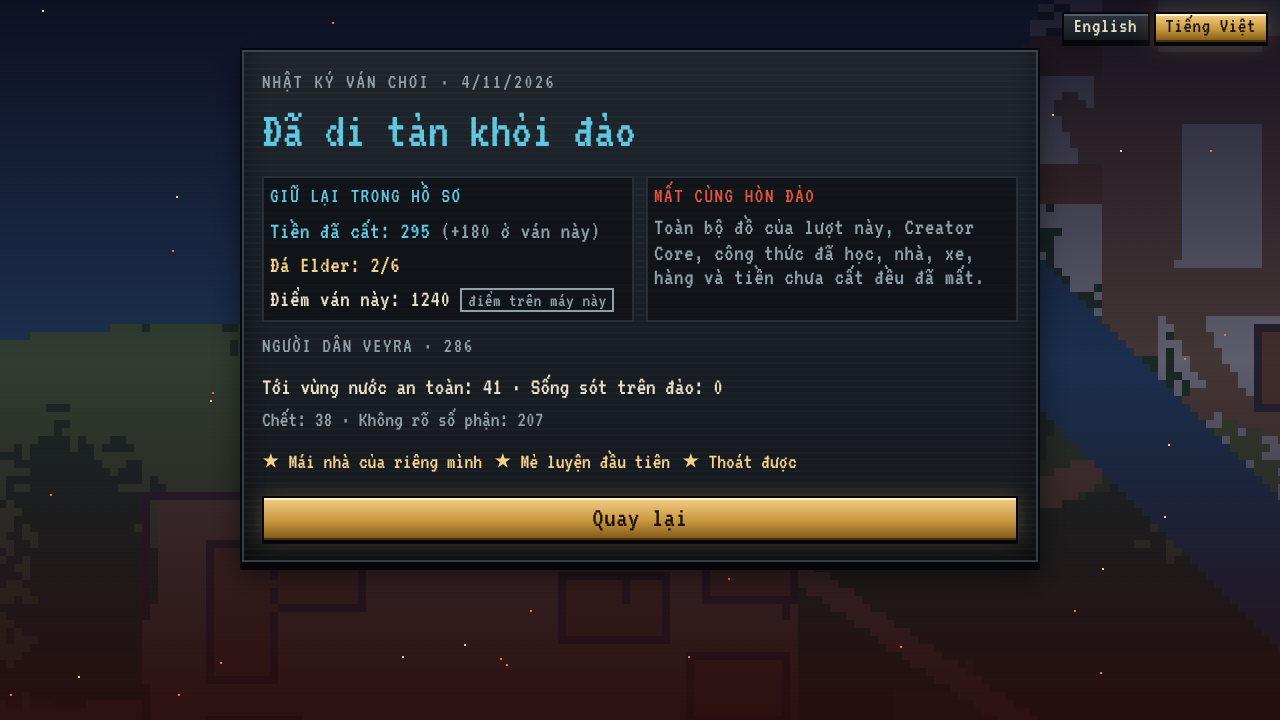 English
Tiếng Việt
NHẬT KÝ VÁN CHƠI · 4/11/2026
Đã di tản khỏi đảo
GIỮ LẠI TRONG HỒ SƠ
Tiền đã cất: 295 (+180 ở ván này)
Đá Elder: 2/6
Điểm ván này: 1240 điểm trên máy này
MẤT CÙNG HÒN ĐẢO
Toàn bộ đồ của lượt này, Creator
Core, công thức đã học, nhà, xe,
hàng và tiền chưa cất đều đã mất.
NGƯỜI DÂN VEYRA · 286
Tới vùng nước an toàn: 41 · Sống sót trên đảo: 0
Chết: 38 · Không rõ số phận: 207
★ Mái nhà của riêng mình ★ Mẻ luyện đầu tiên ★ Thoát được
Quay lại